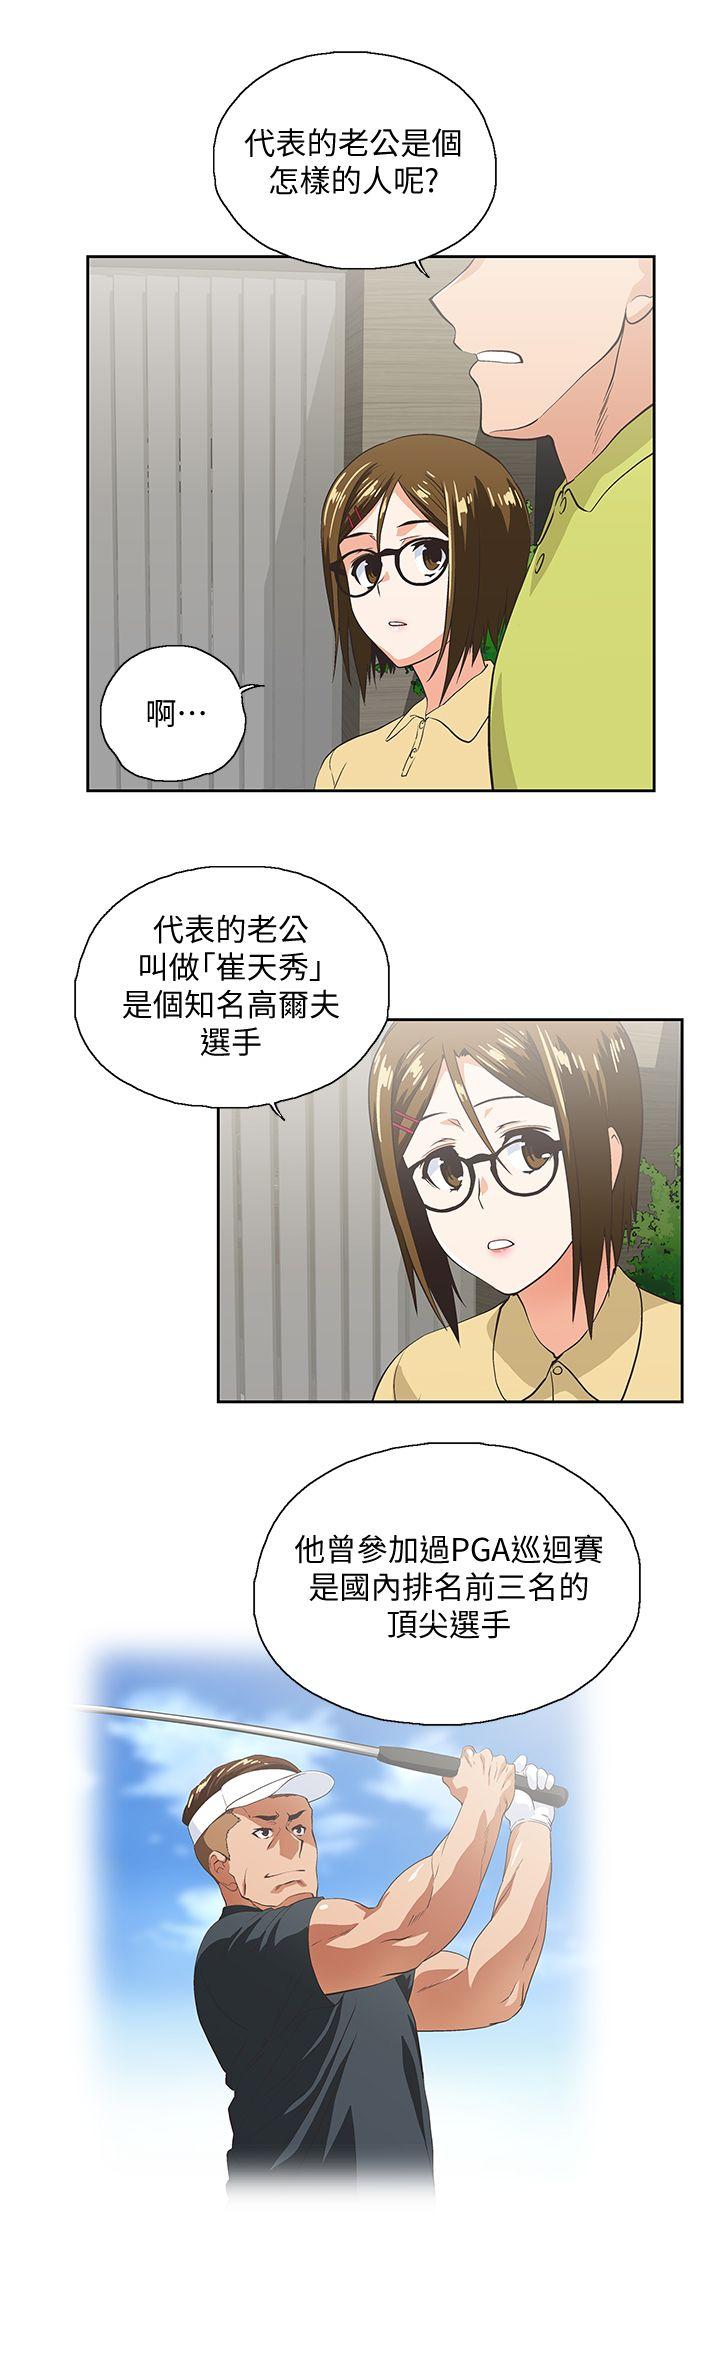 代表的老公是個
怎樣的人呢?
啊…
代表的老公
叫做「崔天秀」
是個知名高爾夫
選手
他曾參加過PGA巡迴賽
是國內排名前三名的
頂尖選手